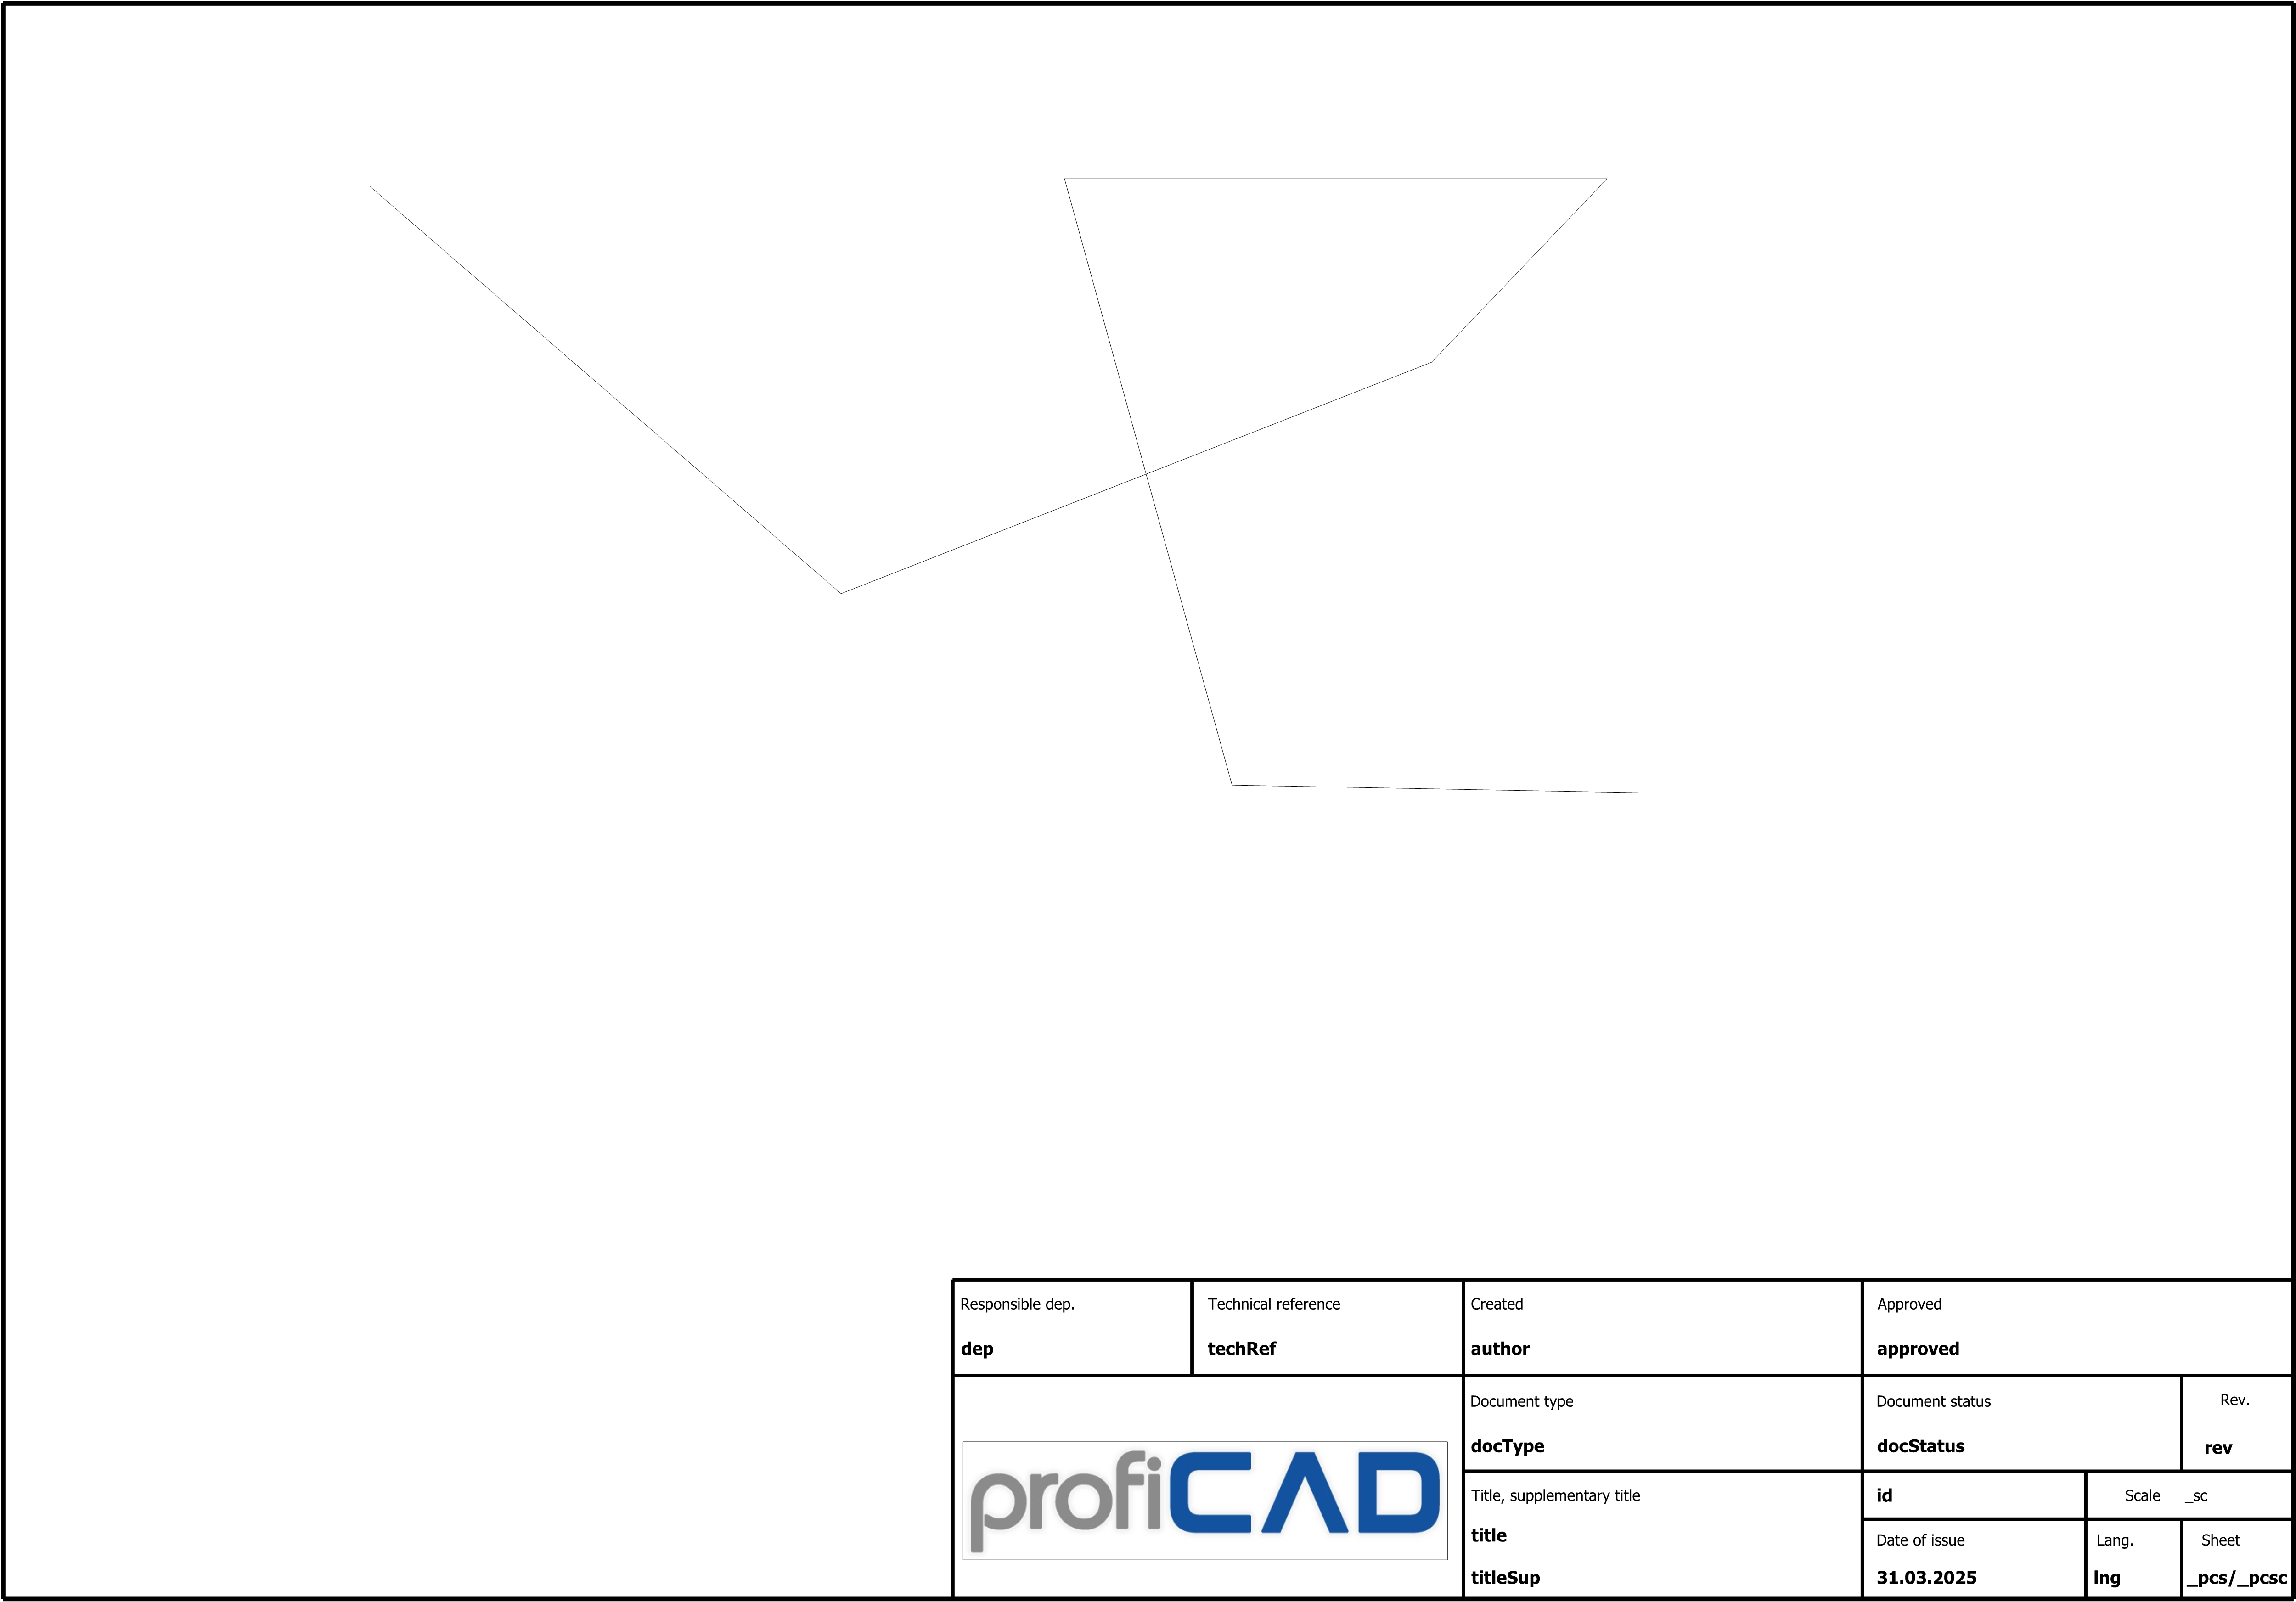 Responsible dep.
dep
Technical reference
techRef
Created
author
Approved
approved
profiCAD
Document type
docType
Document status
docStatus
Rev.
rev
Title, supplementary title
title
titleSup
id
Scale _sc
Date of issue
31.03.2025
Lang.
lng
Sheet
_pcs/_pcsc